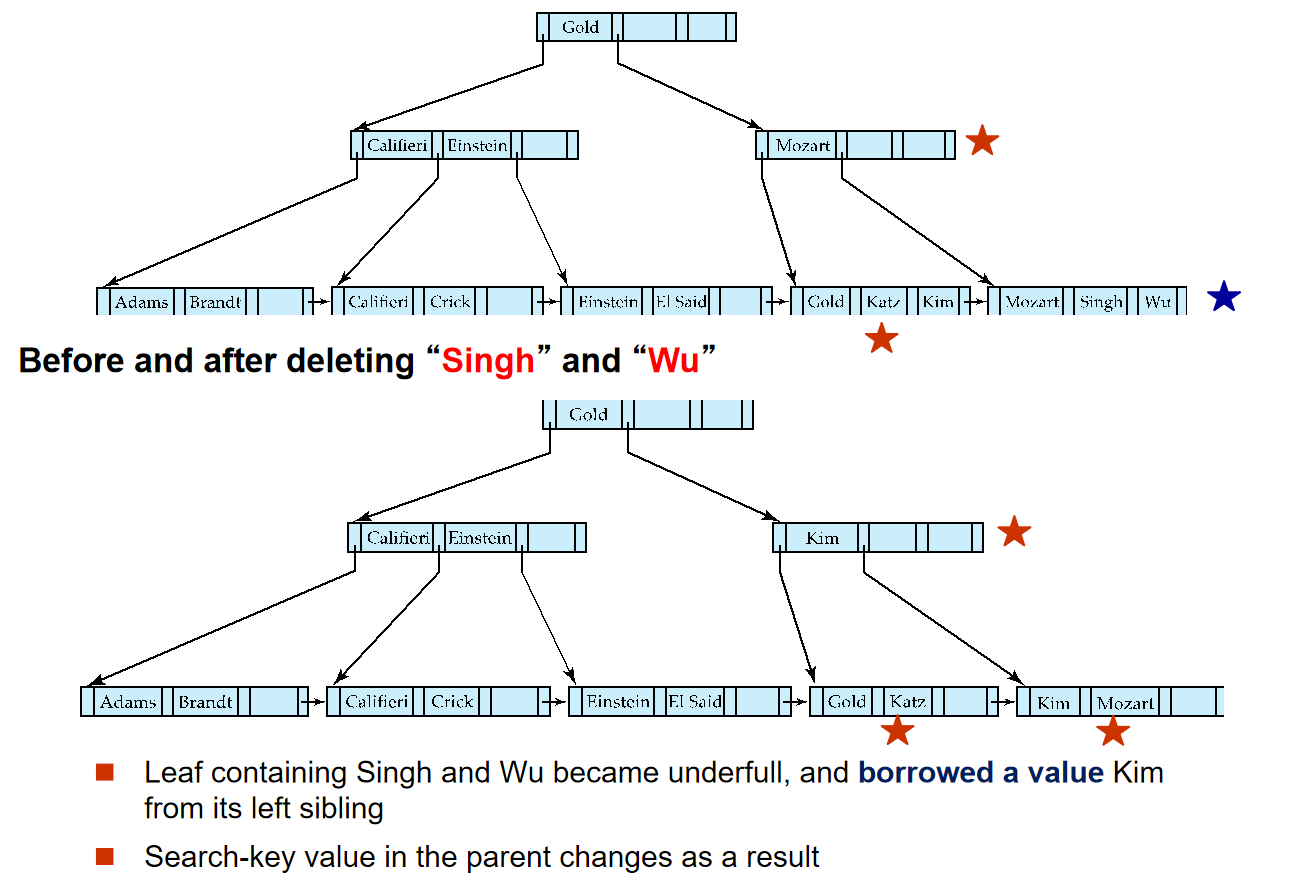 Gold
Califieri Einstein
Mozart
Adams Brandt
Califieri Crick
Einstein El Said
Gold Katz Kim
Mozart Singh Wu
Before and after deleting “Singh” and “Wu”
Gold
Califieri Einstein
Kim
Adams Brandt
Califieri Crick
Einstein El Said
Gold Katz
Kim Mozart
Leaf containing Singh and Wu became underfull, and borrowed a value Kim
from its left sibling
Search-key value in the parent changes as a result